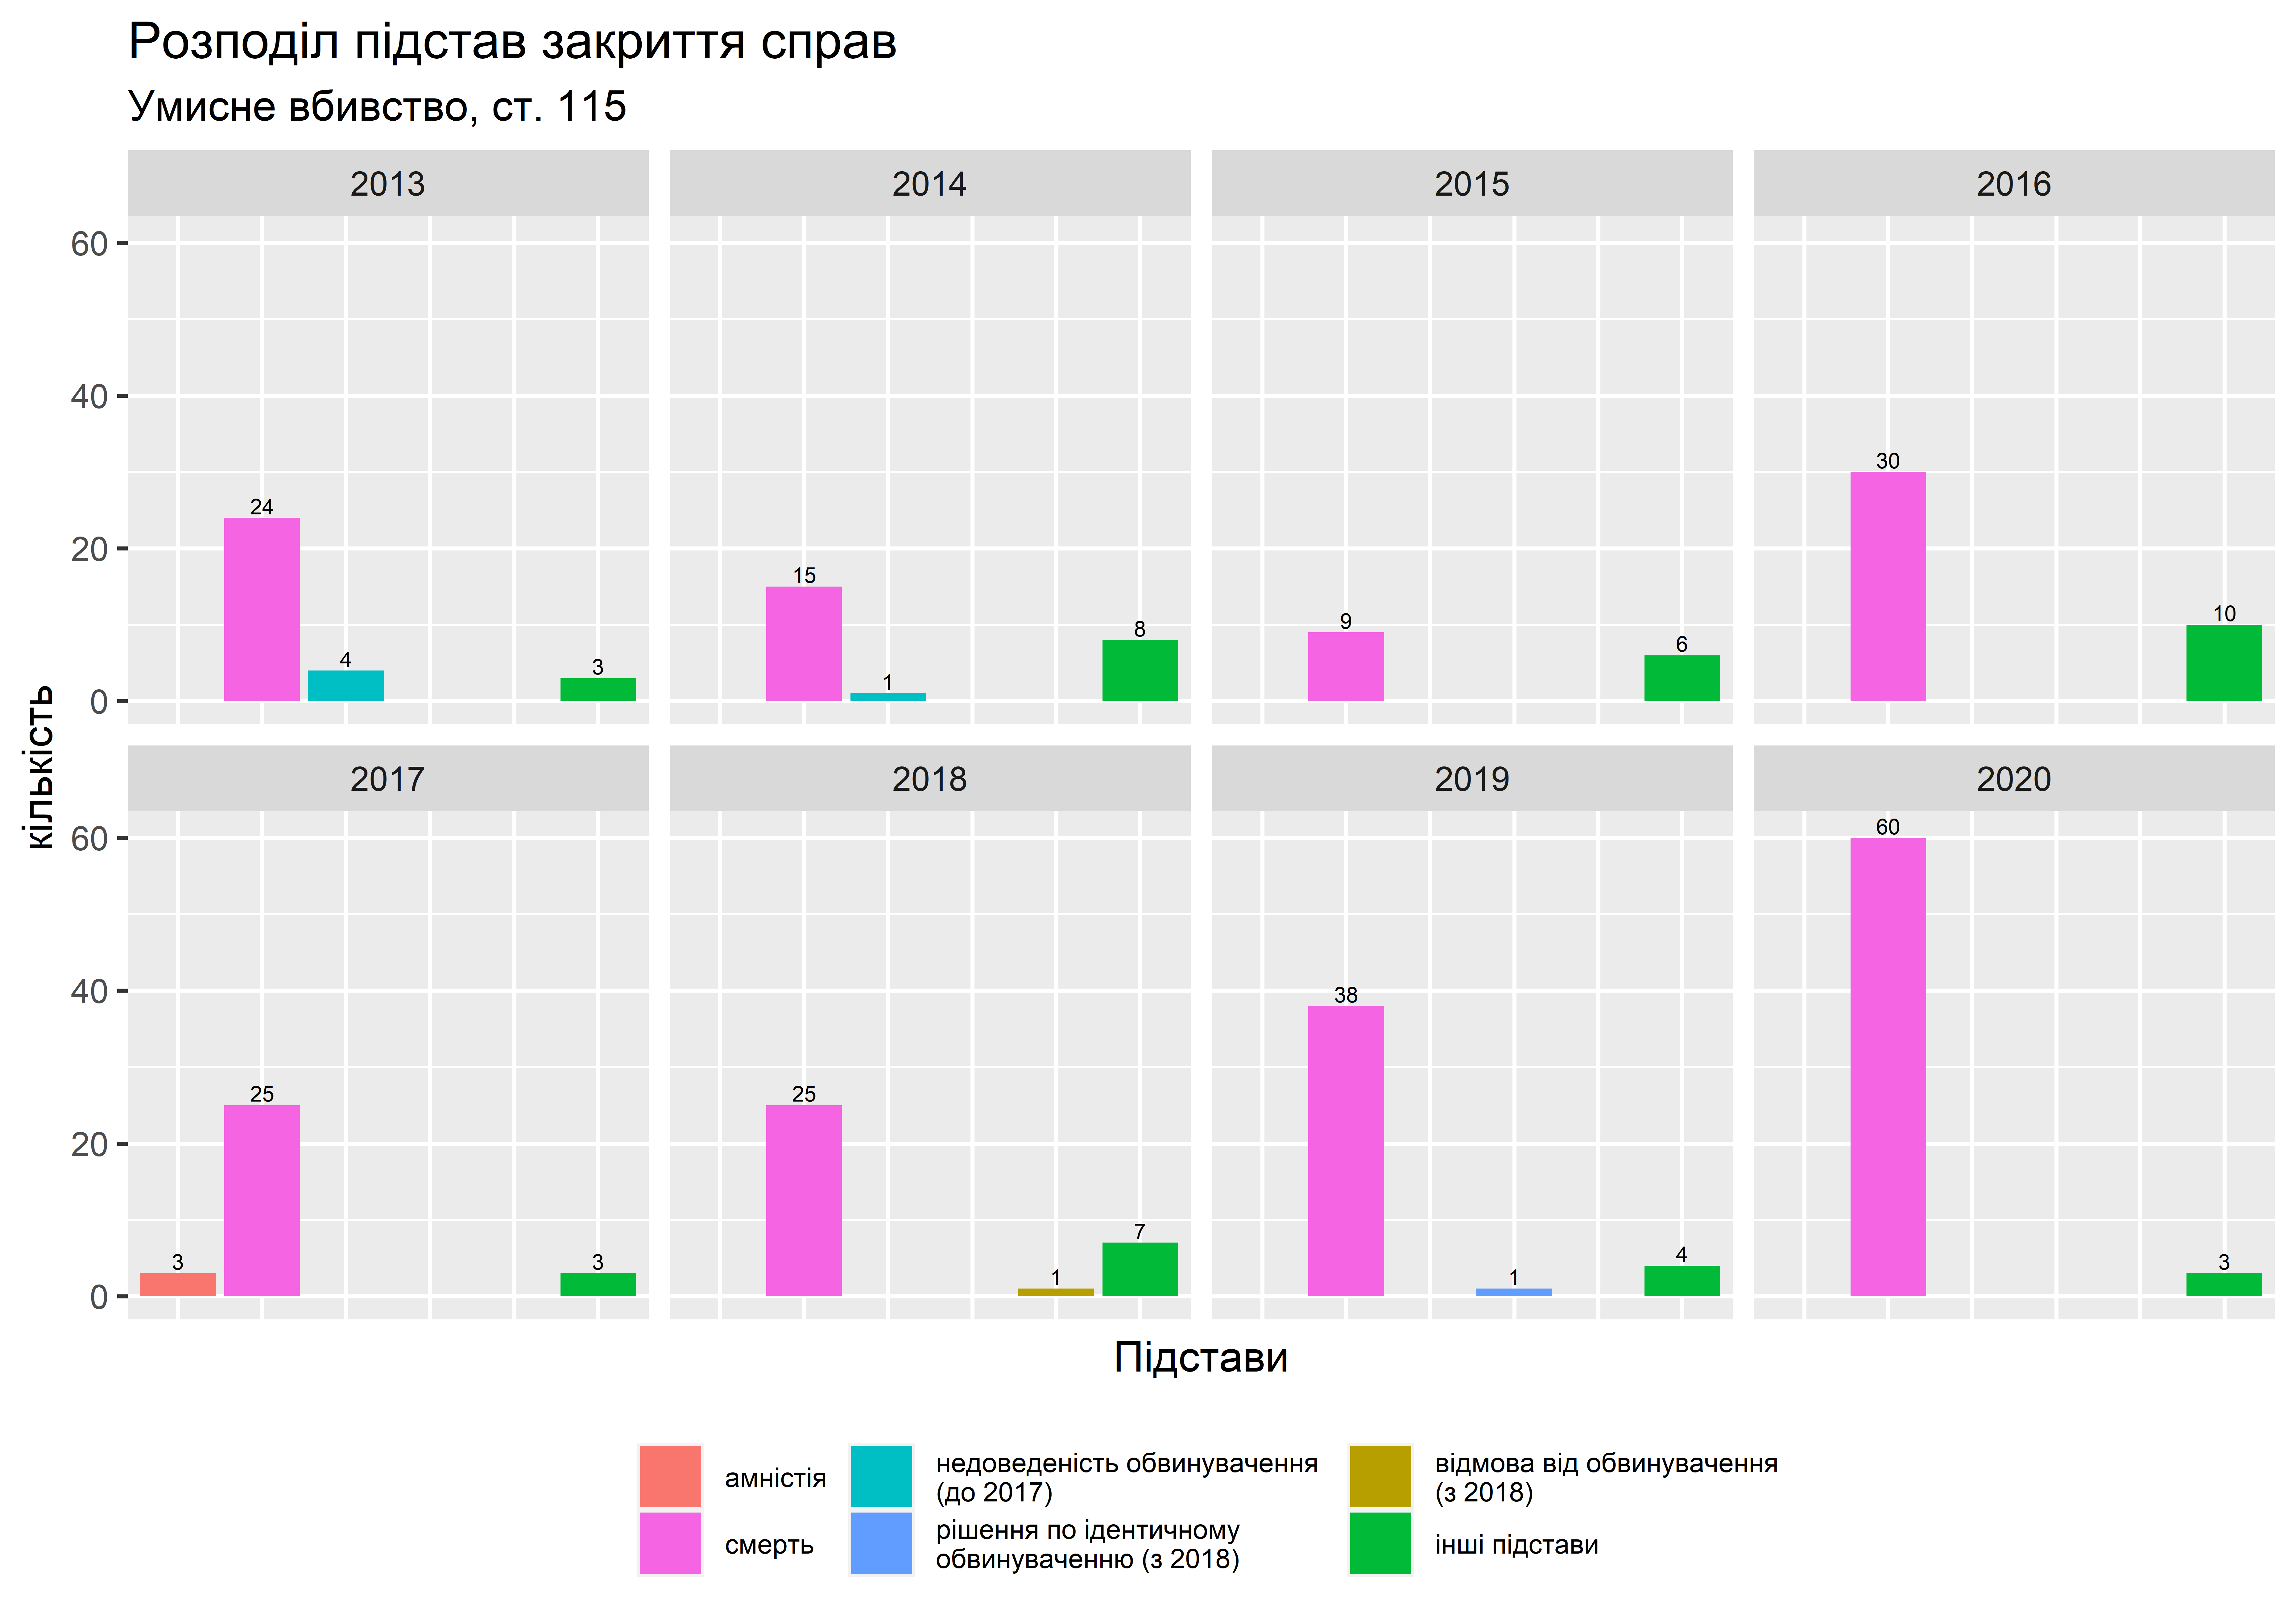 Розподіл підстав закриття справ
Умисне вбивство, ст. 115
2013 2014 2015 2016
60
40
20
0
24
4
3
15
1
8
9
6
30
10
кількість
2017 2018 2019 2020
60
40
20
0
3
25
3
25
1
7
38
1
4
60
3
Підстави
амністія
смерть
недоведеність обвинувачення
(до 2017)
рішення по ідентичному
обвинуваченню (з 2018)
відмова від обвинувачення
(з 2018)
інші підстави